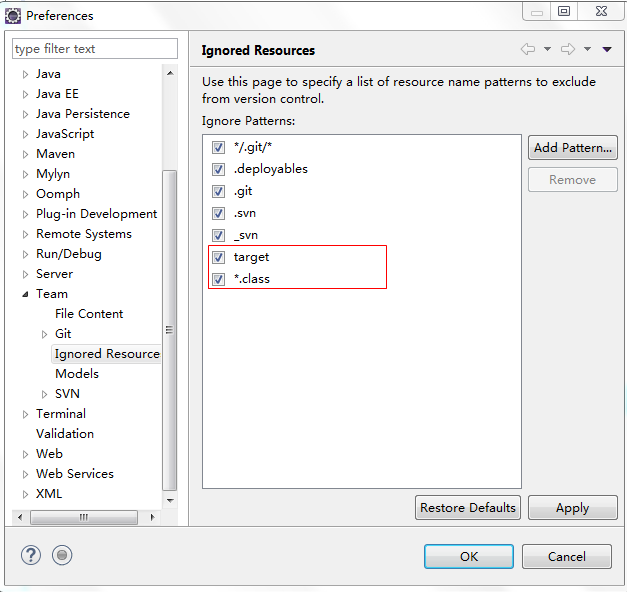 Preferences
type filter text
Java
Java EE
Java Persistence
JavaScript
Maven
Mylyn
Oomph
Plug-in Development
Remote Systems
Run/Debug
Server
Team
File Content
Git
Ignored Resource
Models
SVN
Terminal
Validation
Web
Web Services
XML
Ignored Resources
Use this page to specify a list of resource name patterns to exclude
from version control.
Ignore Patterns:
*/.git/*
.deployables
.git
.svn
_svn
target
*.class
Add Pattern...
Remove
Restore Defaults
Apply
?
OK
Cancel